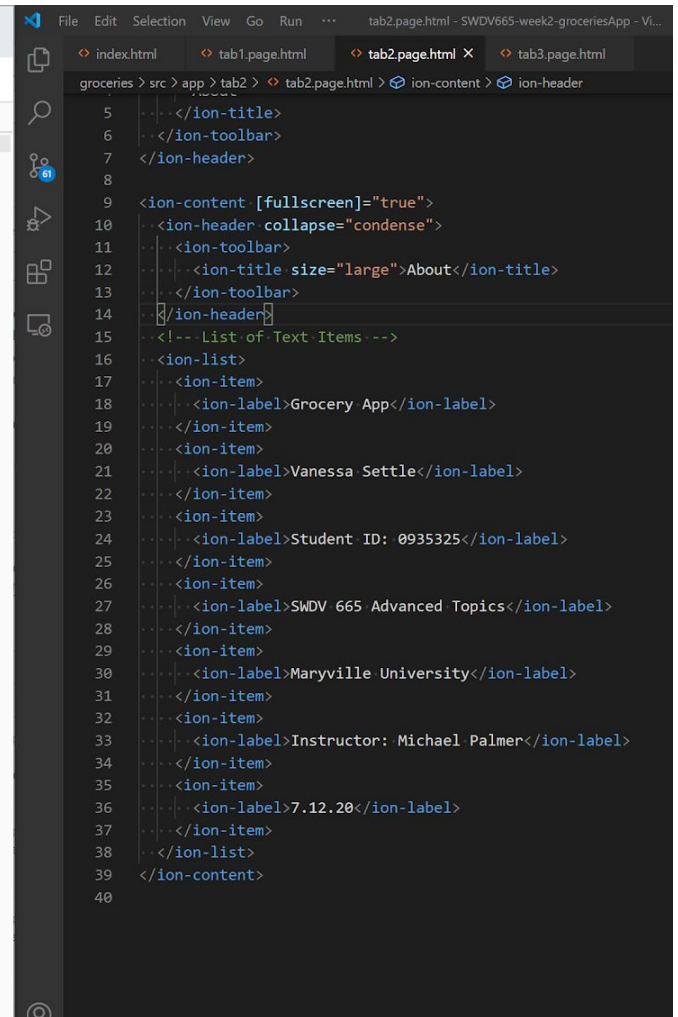 File Edit Selection View Go Run ··· tab2.page.html - SWDV665-week2-groceriesApp - Vi...
<> index.html <> tab1.page.html <> tab2.page.html × <> tab3.page.html
groceries > src > app > tab2 > <> tab2.page.html > ion-content > ion-header
About
5 </ion-title>
6 </ion-toolbar>
7 </ion-header>
8
9 <ion-content [fullscreen]="true">
10 <ion-header collapse="condense">
11 <ion-toolbar>
12 <ion-title size="large">About</ion-title>
13 </ion-toolbar>
14 </ion-header>
15 <!-- List of Text Items -->
16 <ion-list>
17 <ion-item>
18 <ion-label>Grocery App</ion-label>
19 </ion-item>
20 <ion-item>
21 <ion-label>Vanessa Settle</ion-label>
22 </ion-item>
23 <ion-item>
24 <ion-label>Student ID: 0935325</ion-label>
25 </ion-item>
26 <ion-item>
27 <ion-label>SWDV 665 Advanced Topics</ion-label>
28 </ion-item>
29 <ion-item>
30 <ion-label>Maryville University</ion-label>
31 </ion-item>
32 <ion-item>
33 <ion-label>Instructor: Michael Palmer</ion-label>
34 </ion-item>
35 <ion-item>
36 <ion-label>7.12.20</ion-label>
37 </ion-item>
38 </ion-list>
39 </ion-content>
40
61